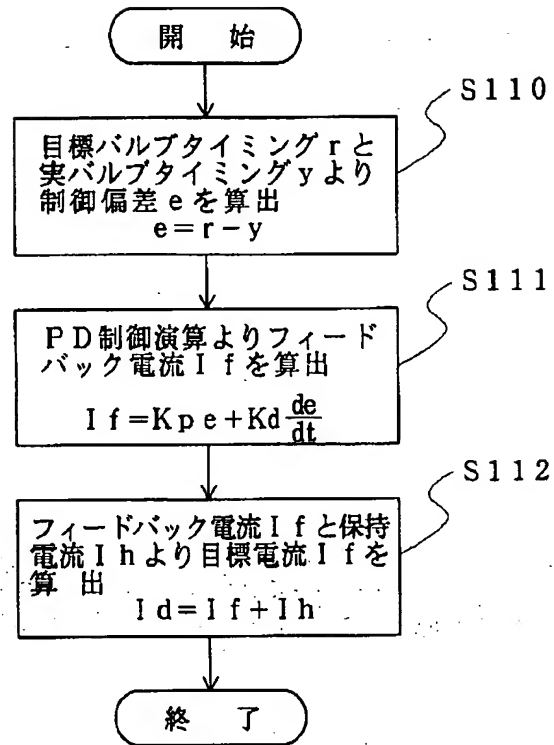 開 始
S110
目標バルブタイミングrと
実バルブタイミングyより
制御偏差eを算出
e=r-y
S111
PD制御演算よりフィード
バック電流Ifを算出
If=Kpe+Kd de/dt
S112
フィードバック電流Ifと保持
電流Ihより目標電流Ifを
算 出
Id=If+Ih
終 了